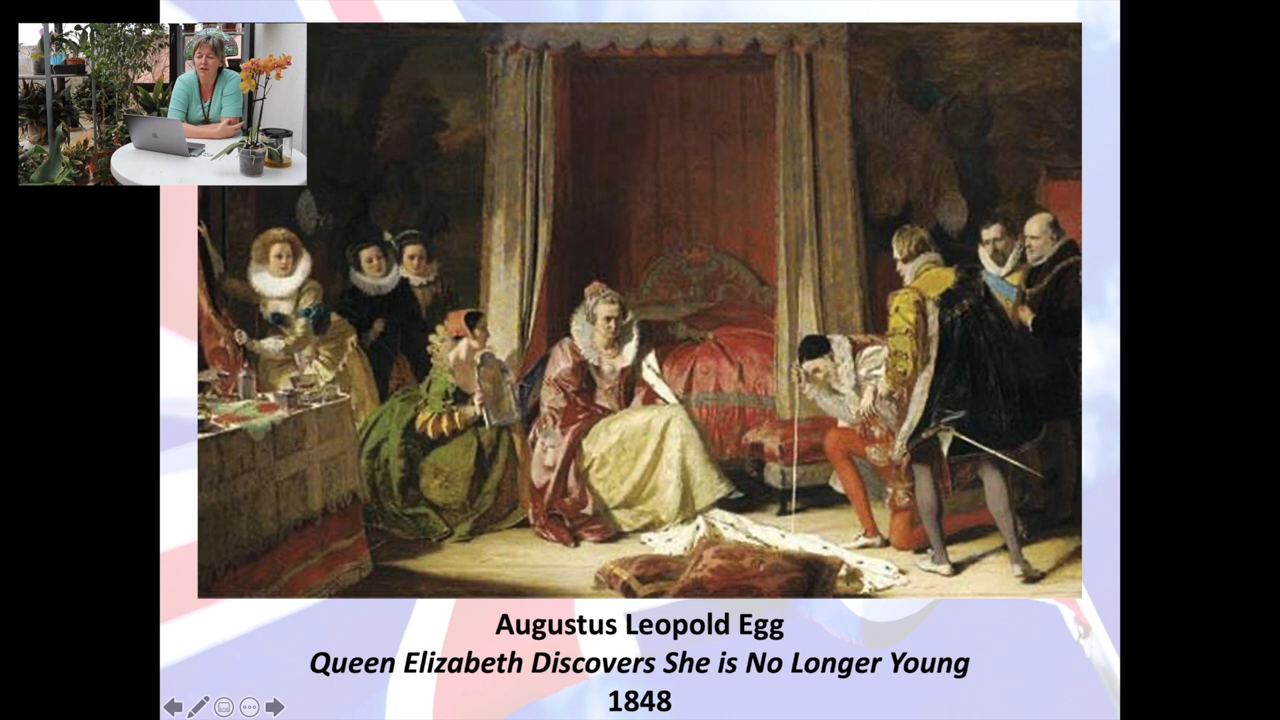 Augustus Leopold Egg
Queen Elizabeth Discovers She is No Longer Young
1848